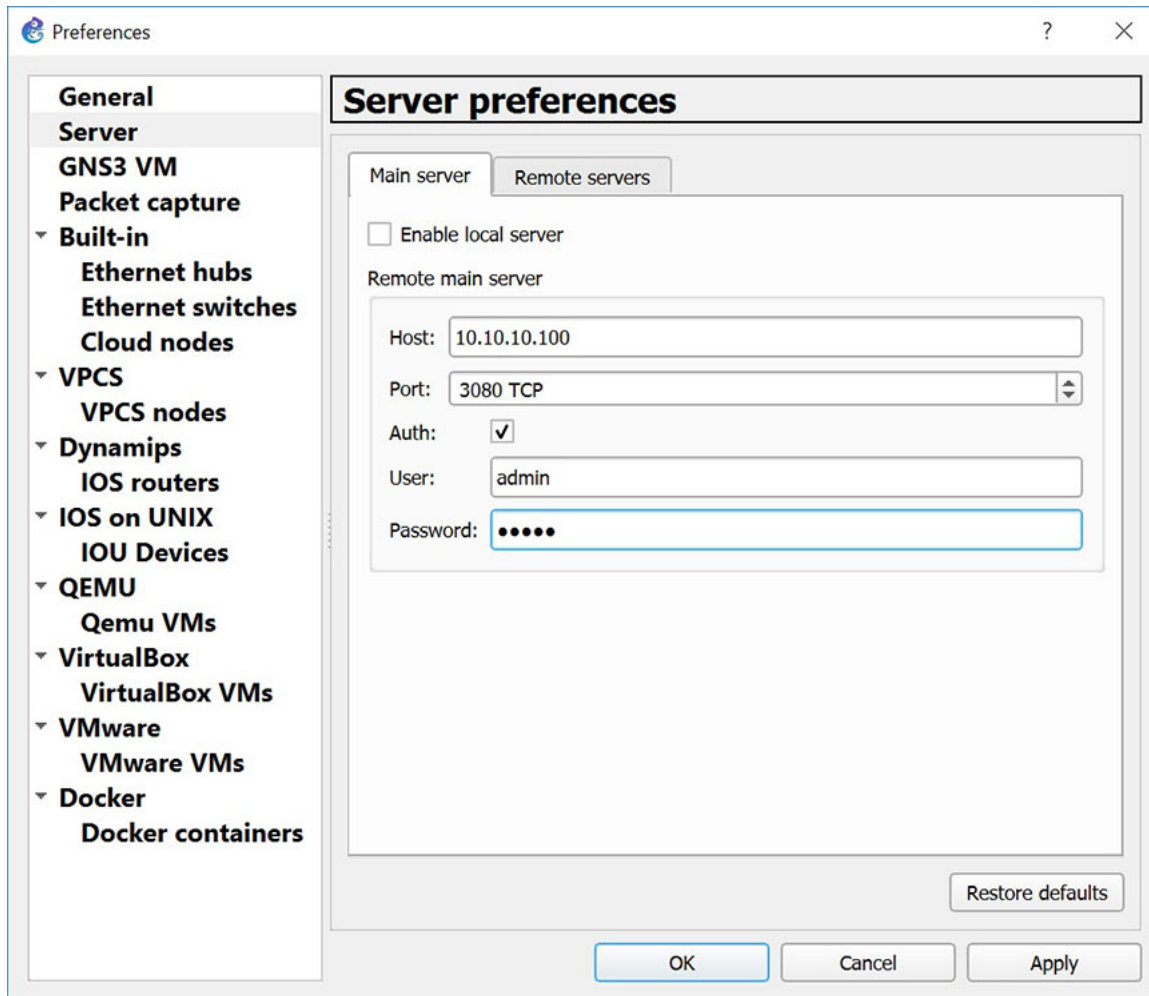 Preferences
?
General
Server
GNS3 VM
Packet capture
Built-in
Ethernet hubs
Ethernet switches
Cloud nodes
VPCS
VPCS nodes
Dynamips
IOS routers
IOS on UNIX
IOU Devices
QEMU
Qemu VMs
VirtualBox
VirtualBox VMs
VMware
VMware VMs
Docker
Docker containers
Server preferences
Main server
Remote servers
Enable local server
Remote main server
Host: 10.10.10.100
Port: 3080 TCP
Auth:
User: admin
Password: •••••
Restore defaults
OK
Cancel
Apply